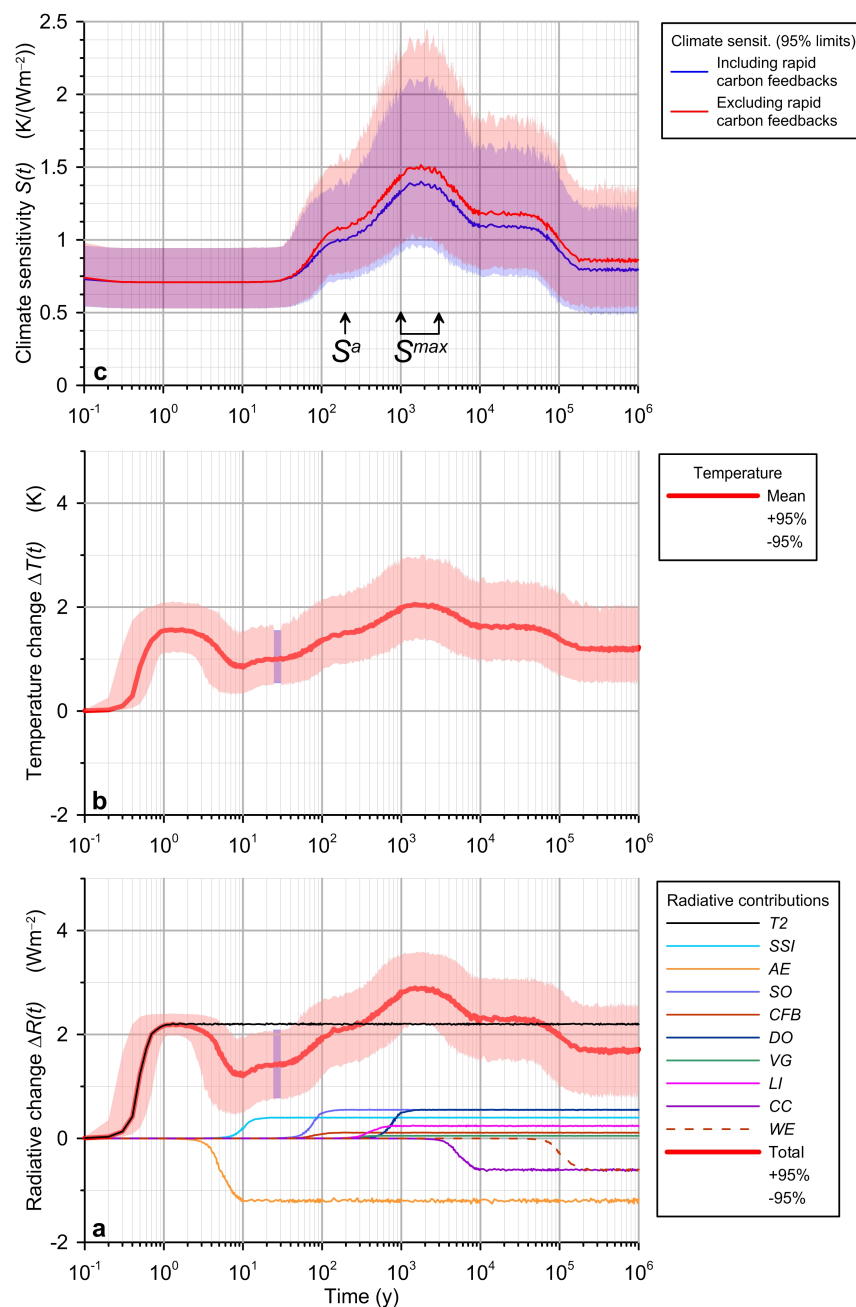 2.5
2
1.5
1
0.5
0
Climate sensitivity S(t) (K/(Wm−2))
c
Sa
Smax
10-1 100 101 102 103 104 105 106
Climate sensit. (95% limits)
Including rapid
carbon feedbacks
Excluding rapid
carbon feedbacks
4
2
0
-2
Temperature change ΔT(t) (K)
b
10-1 100 101 102 103 104 105 106
Temperature
Mean
+95%
-95%
4
2
0
-2
Radiative change ΔR(t) (Wm−2)
a
10-1 100 101 102 103 104 105 106
Time (y)
Radiative contributions
T2
SSI
AE
SO
CFB
DO
VG
LI
CC
WE
Total
+95%
-95%